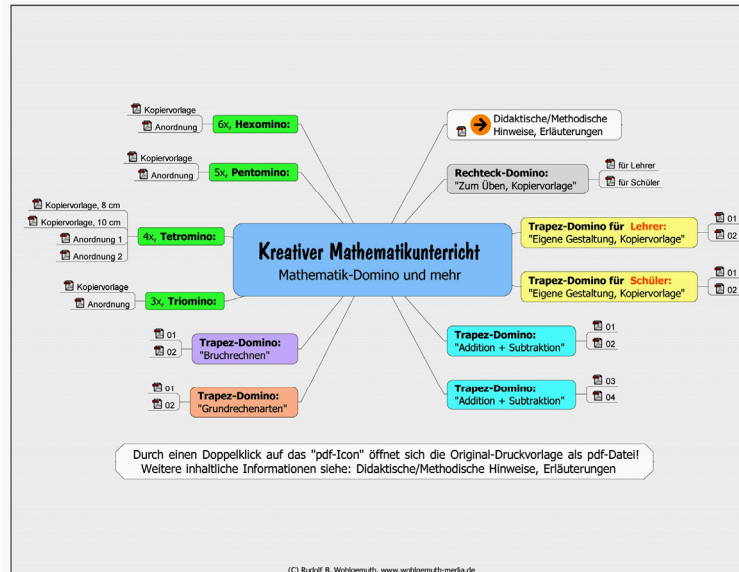 Kreativer Mathematikunterricht
Mathematik-Domino und mehr
Kopiervorlage
Anordnung
6x, Hexomino:
Kopiervorlage
Anordnung
5x, Pentomino:
Kopiervorlage, 8 cm
Kopiervorlage, 10 cm
Anordnung 1
Anordnung 2
4x, Tetromino:
Kopiervorlage
Anordnung
3x, Triomino:
01
02
Trapez-Domino:
"Bruchrechnen"
01
02
Trapez-Domino:
"Grundrechenarten"
Didaktische/Methodische
Hinweise, Erläuterungen
Rechteck-Domino:
"Zum Üben, Kopiervorlage"
für Lehrer
für Schüler
Trapez-Domino für Lehrer:
"Eigene Gestaltung, Kopiervorlage"
01
02
Trapez-Domino für Schüler:
"Eigene Gestaltung, Kopiervorlage"
01
02
Trapez-Domino:
"Addition + Subtraktion"
01
02
Trapez-Domino:
"Addition + Subtraktion"
03
04
Durch einen Doppelklick auf das "pdf-Icon" öffnet sich die Original-Druckvorlage als pdf-Datei!
Weitere inhaltliche Informationen siehe: Didaktische/Methodische Hinweise, Erläuterungen
(C) Rudolf B. Wohlgemuth, www.wohlgemuth-media.de